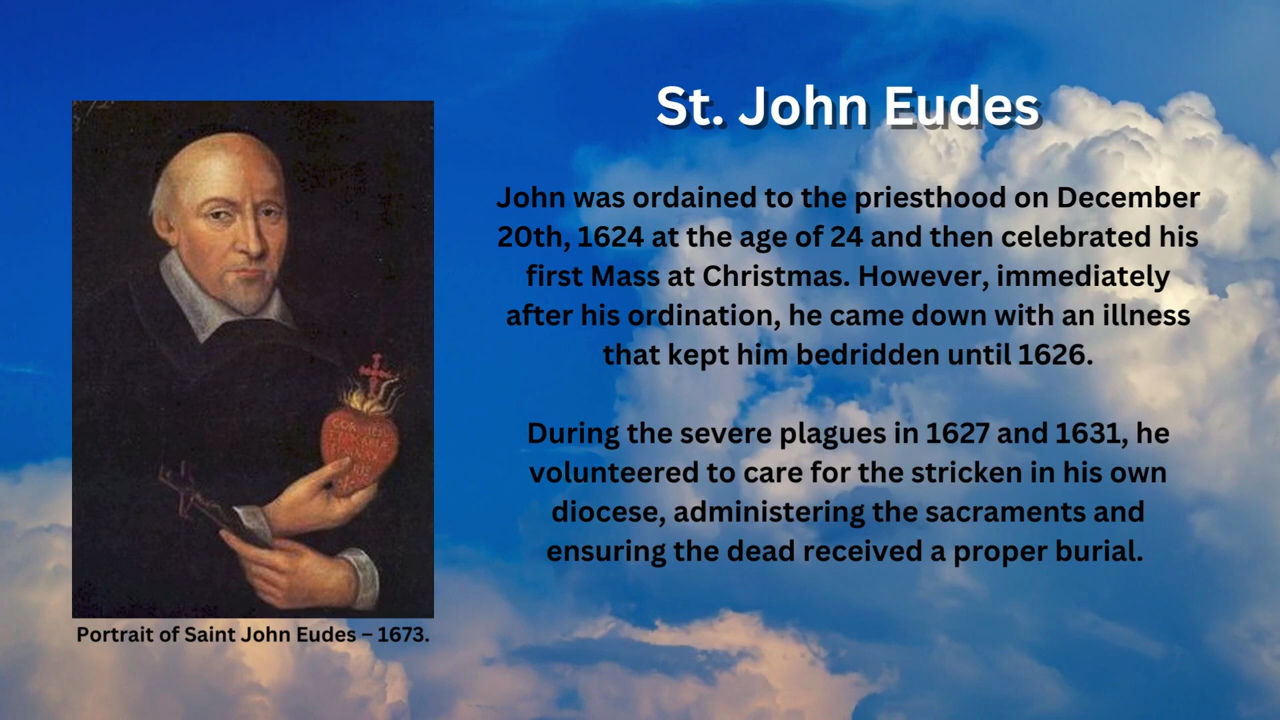 St. John Eudes
John was ordained to the priesthood on December
20th, 1624 at the age of 24 and then celebrated his
first Mass at Christmas. However, immediately
after his ordination, he came down with an illness
that kept him bedridden until 1626.
During the severe plagues in 1627 and 1631, he
volunteered to care for the stricken in his own
diocese, administering the sacraments and
ensuring the dead received a proper burial.
Portrait of Saint John Eudes – 1673.